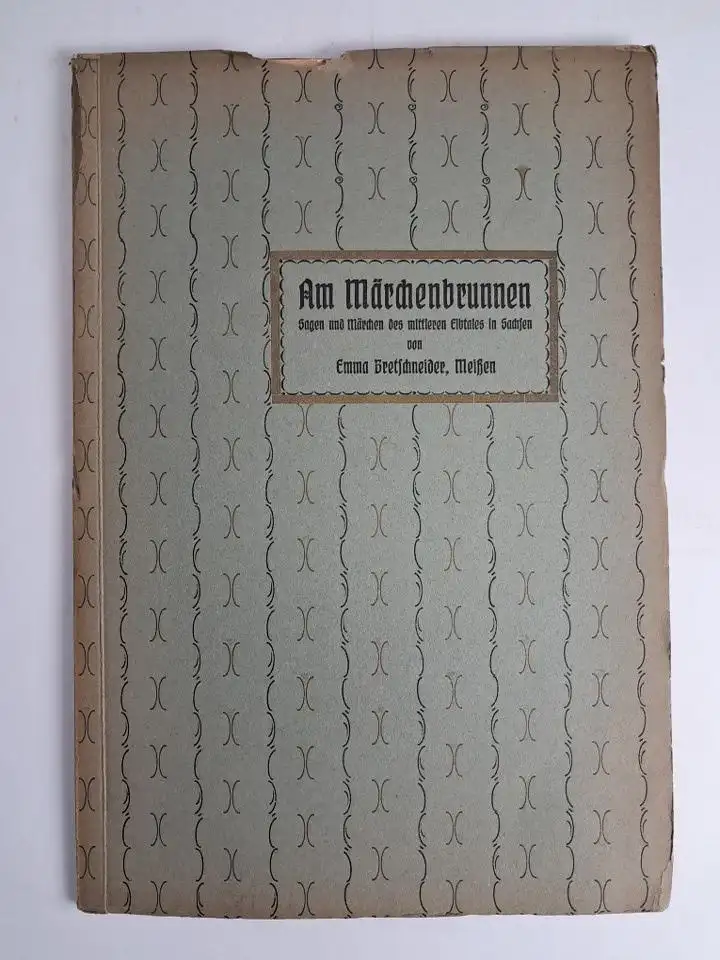 Am Märchenbrunnen
Sagen und Märchen des mittleren Elbtales in Sachsen
von
Emma Bretschneider, Meißen